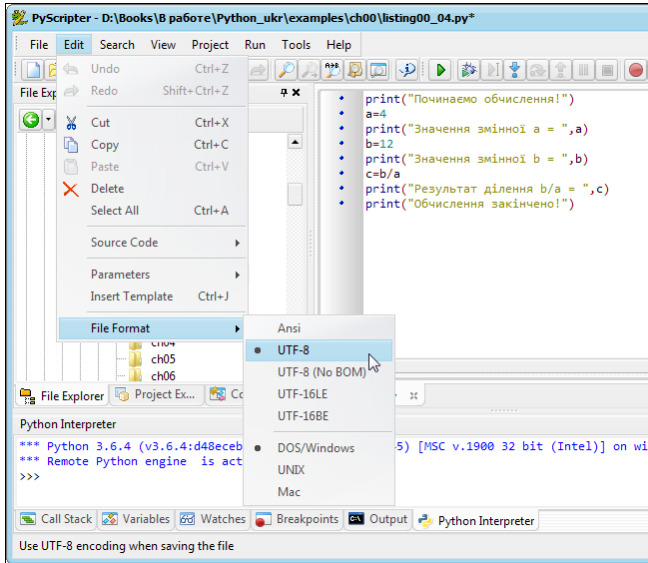 PyScripter - D:\Books\В работе\Python_ukr\examples\ch00\listing00_04.py*
File Edit Search View Project Run Tools Help
File Exp
Undo Ctrl+Z
Redo Shift+Ctrl+Z
Cut Ctrl+X
Copy Ctrl+C
Paste Ctrl+V
Delete
Select All Ctrl+A
Source Code
Parameters
Insert Template Ctrl+J
File Format
print("Починаємо обчислення!")
a=4
print("Значення змінної a = ",a)
b=12
print("Значення змінної b = ",b)
c=b/a
print("Результат ділення b/a = ",c)
print("Обчислення закінчено!")
Ansi
UTF-8
UTF-8 (No BOM)
UTF-16LE
UTF-16BE
DOS/Windows
UNIX
Mac
ch04
ch05
ch06
File Explorer Project Ex... Co
Python Interpreter
*** Python 3.6.4 (v3.6.4:d48eceb 5) [MSC v.1900 32 bit (Intel)] on wi
*** Remote Python engine is act
>>>
Call Stack Variables Watches Breakpoints Output Python Interpreter
Use UTF-8 encoding when saving the file